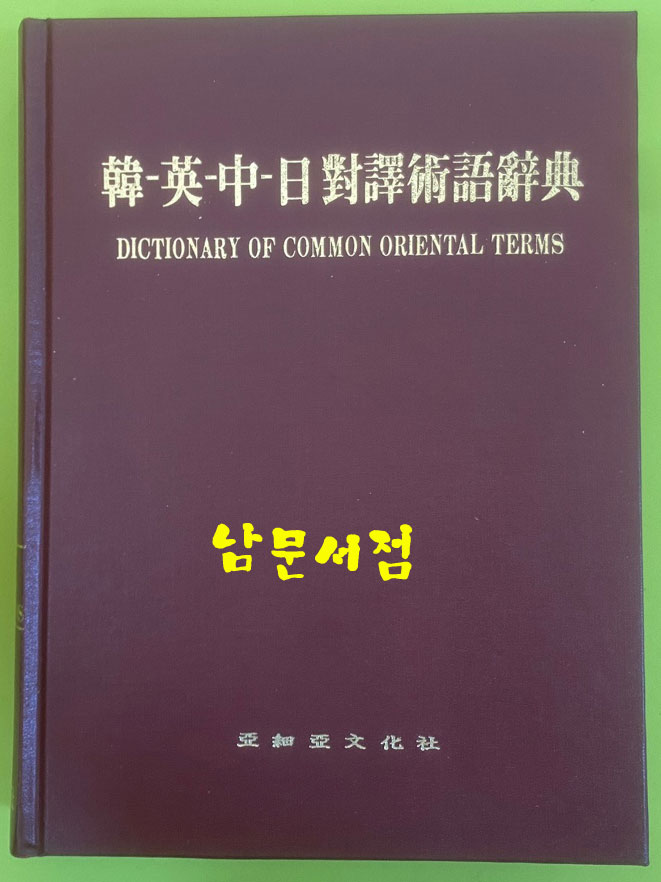 韓-英-中-日對譯術語辭典
DICTIONARY OF COMMON ORIENTAL TERMS
남문서점
亞細亞文化社